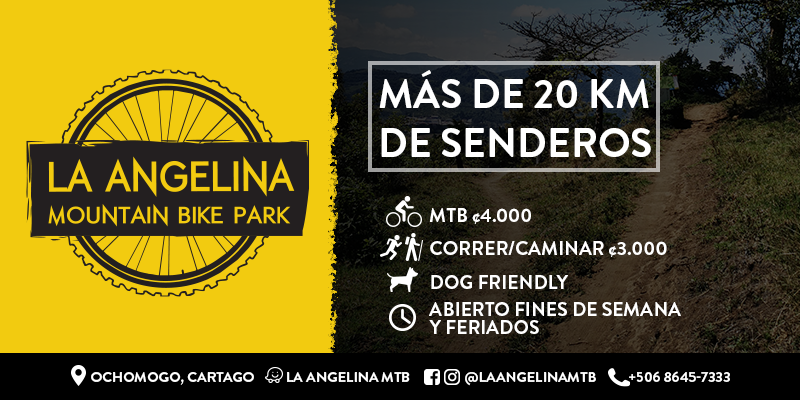 LA ANGELINA
MOUNTAIN BIKE PARK
MÁS DE 20 KM
DE SENDEROS
MTB ¢4.000
CORRER/CAMINAR ¢3.000
DOG FRIENDLY
ABIERTO FINES DE SEMANA
Y FERIADOS
OCHOMOGO, CARTAGO LA ANGELINA MTB @LAANGELINAMTB +506 8645-7333